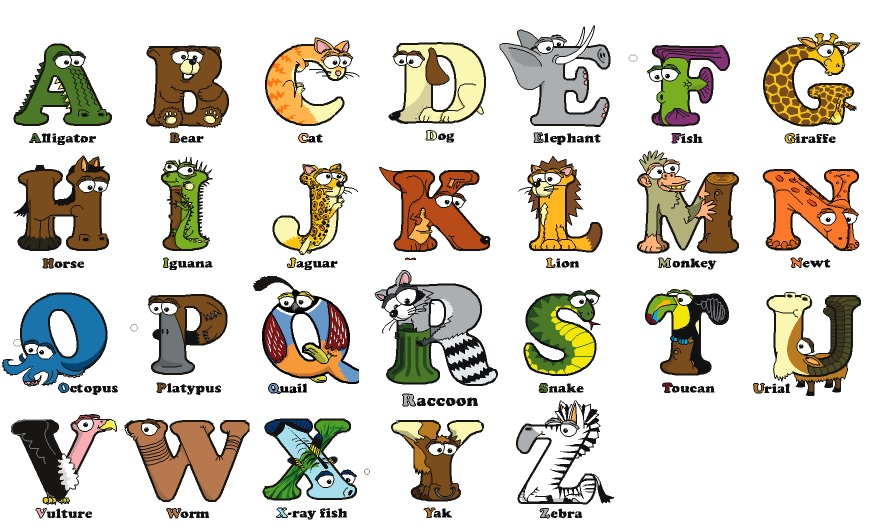 A B C D E F G
Alligator Bear Cat Dog Elephant Fish Giraffe
H I J K L M N
Horse Iguana Jaguar Lion Monkey Newt
O P Q R S T U
Octopus Platypus Quail Raccoon Snake Toucan Urial
V W X Y Z
Vulture Worm X-ray fish Yak Zebra